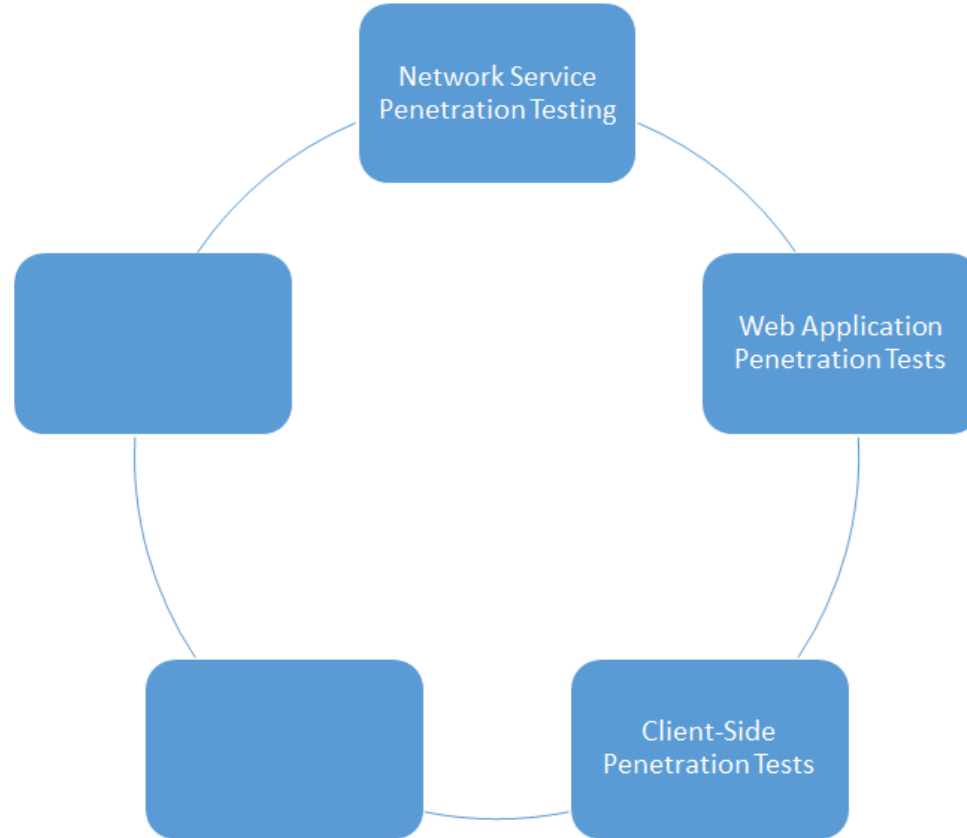 Network Service
Penetration Testing
Web Application
Penetration Tests
Client-Side
Penetration Tests